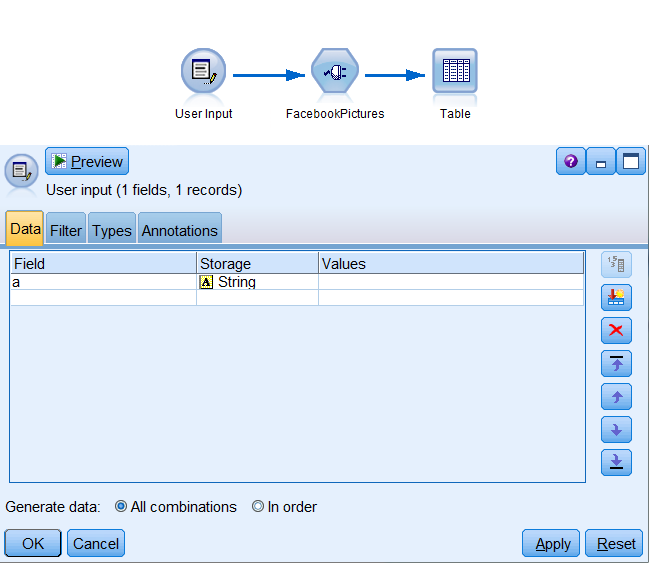 User Input FacebookPictures Table
Preview
User input (1 fields, 1 records)
Data Filter Types Annotations
Field Storage Values
a A String
Generate data: All combinations In order
OK Cancel Apply Reset